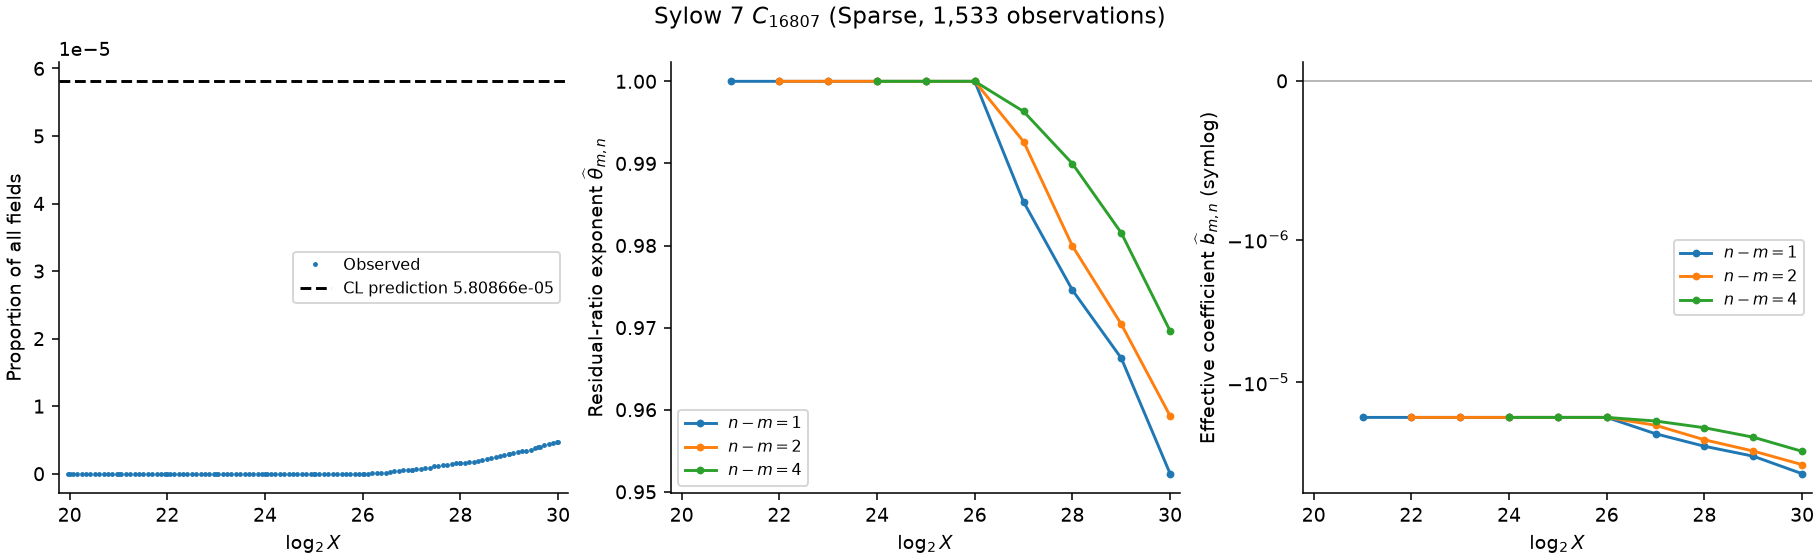 Sylow 7 C₁₆₈₀₇ (Sparse, 1,533 observations)
1e−5
Proportion of all fields
6
5
4
3
2
1
0
Observed
CL prediction 5.80866e-05
20 22 24 26 28 30
log₂ X
Residual-ratio exponent θ̂ₘ,ₙ
1.00
0.99
0.98
0.97
0.96
0.95
n − m = 1
n − m = 2
n − m = 4
20 22 24 26 28 30
log₂ X
Effective coefficient b̂ₘ,ₙ (symlog)
0
−10⁻⁶
−10⁻⁵
n − m = 1
n − m = 2
n − m = 4
20 22 24 26 28 30
log₂ X